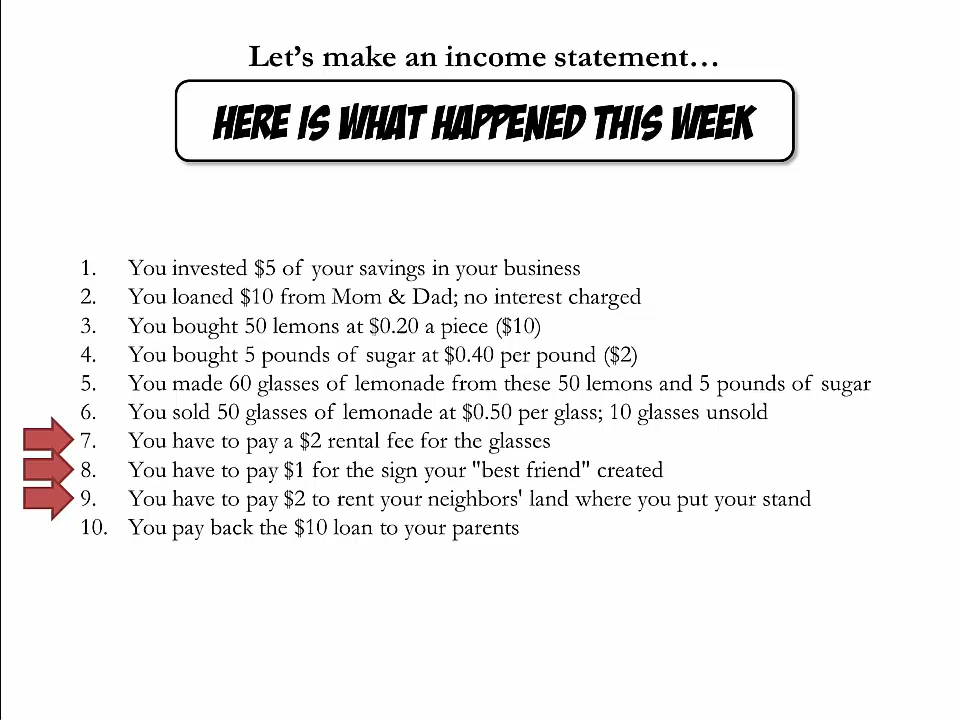 Let's make an income statement…
HERE IS WHAT HAPPENED THIS WEEK
1. You invested $5 of your savings in your business
2. You loaned $10 from Mom & Dad; no interest charged
3. You bought 50 lemons at $0.20 a piece ($10)
4. You bought 5 pounds of sugar at $0.40 per pound ($2)
5. You made 60 glasses of lemonade from these 50 lemons and 5 pounds of sugar
6. You sold 50 glasses of lemonade at $0.50 per glass; 10 glasses unsold
7. You have to pay a $2 rental fee for the glasses
8. You have to pay $1 for the sign your "best friend" created
9. You have to pay $2 to rent your neighbors' land where you put your stand
10. You pay back the $10 loan to your parents